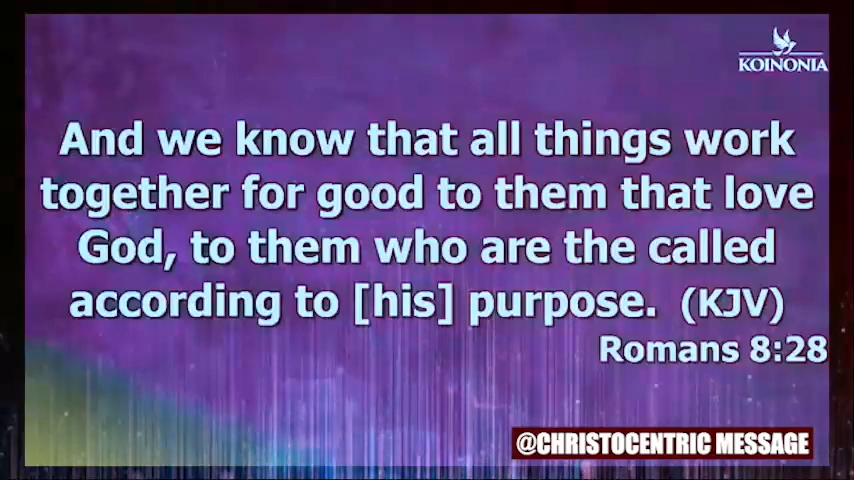 KOINONIA
And we know that all things work
together for good to them that love
God, to them who are the called
according to [his] purpose. (KJV)
Romans 8:28
@CHRISTOCENTRIC MESSAGE